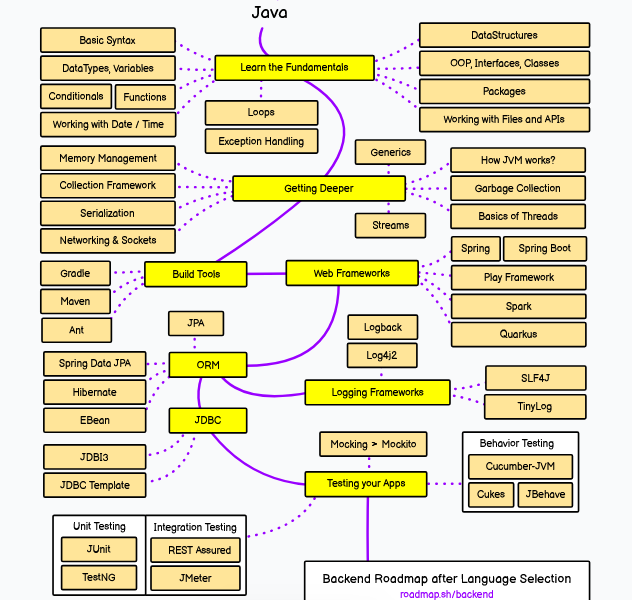 Java
Basic Syntax
DataTypes, Variables
Conditionals
Functions
Working with Date / Time
Learn the Fundamentals
Loops
Exception Handling
DataStructures
OOP, Interfaces, Classes
Packages
Working with Files and APIs
Memory Management
Collection Framework
Serialization
Networking & Sockets
Getting Deeper
Generics
Streams
How JVM works?
Garbage Collection
Basics of Threads
Gradle
Maven
Ant
Build Tools
Web Frameworks
Spring
Spring Boot
Play Framework
Spark
Quarkus
JPA
Spring Data JPA
Hibernate
EBean
ORM
Logback
Log4j2
Logging Frameworks
SLF4J
TinyLog
JDBC
JDBI3
JDBC Template
Mocking > Mockito
Testing your Apps
Behavior Testing
Cucumber-JVM
Cukes
JBehave
Unit Testing
JUnit
TestNG
Integration Testing
REST Assured
JMeter
Backend Roadmap after Language Selection
roadmap.sh/backend